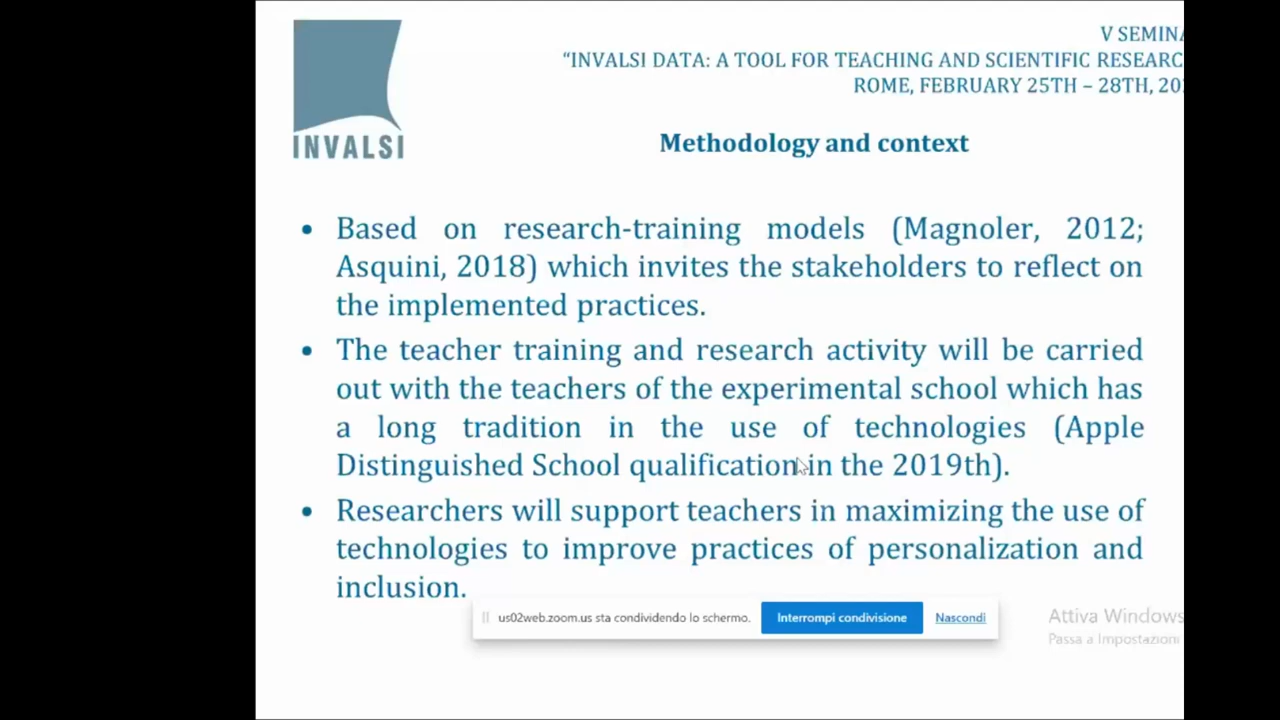 V SEMINA
“INVALSI DATA: A TOOL FOR TEACHING AND SCIENTIFIC RESEARC
ROME, FEBRUARY 25TH – 28TH, 20
INVALSI
Methodology and context
• Based on research-training models (Magnoler, 2012;
Asquini, 2018) which invites the stakeholders to reflect on
the implemented practices.
• The teacher training and research activity will be carried
out with the teachers of the experimental school which has
a long tradition in the use of technologies (Apple
Distinguished School qualification in the 2019th).
• Researchers will support teachers in maximizing the use of
technologies to improve practices of personalization and
inclusion.
us02web.zoom.us sta condividendo lo schermo. Interrompi condivisione Nascondi
Attiva Windows
Passa a Impostazioni